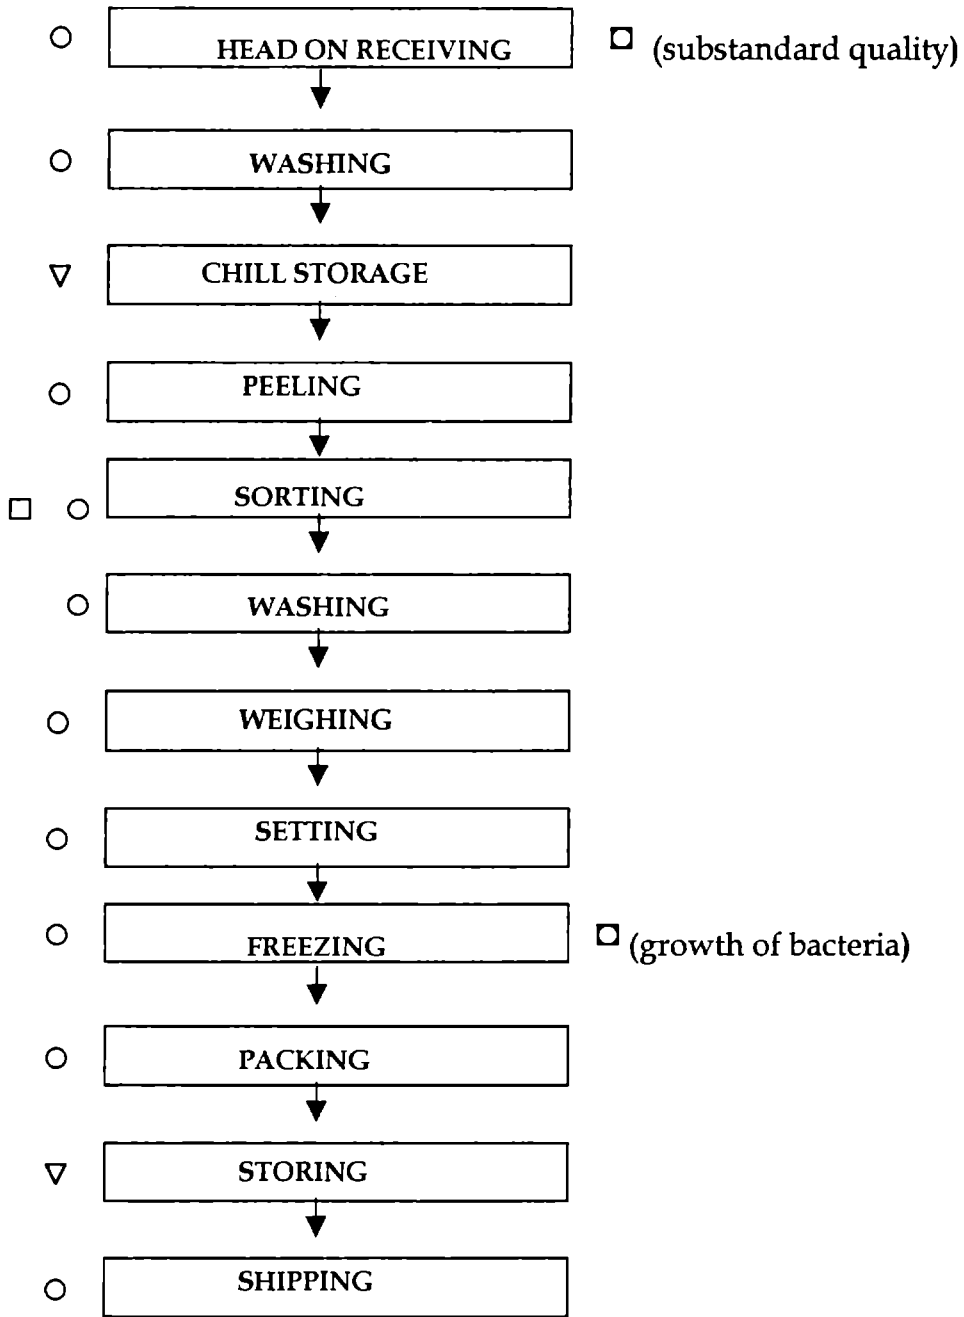 HEAD ON RECEIVING
(substandard quality)
WASHING
CHILL STORAGE
PEELING
SORTING
WASHING
WEIGHING
SETTING
FREEZING
(growth of bacteria)
PACKING
STORING
SHIPPING